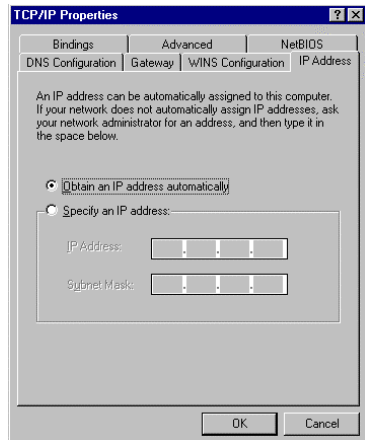 TCP/IP Properties
Bindings Advanced NetBIOS
DNS Configuration Gateway WINS Configuration IP Address
An IP address can be automatically assigned to this computer.
If your network does not automatically assign IP addresses, ask
your network administrator for an address, and then type it in
the space below.
Obtain an IP address automatically
Specify an IP address:
IP Address:
Subnet Mask:
OK Cancel